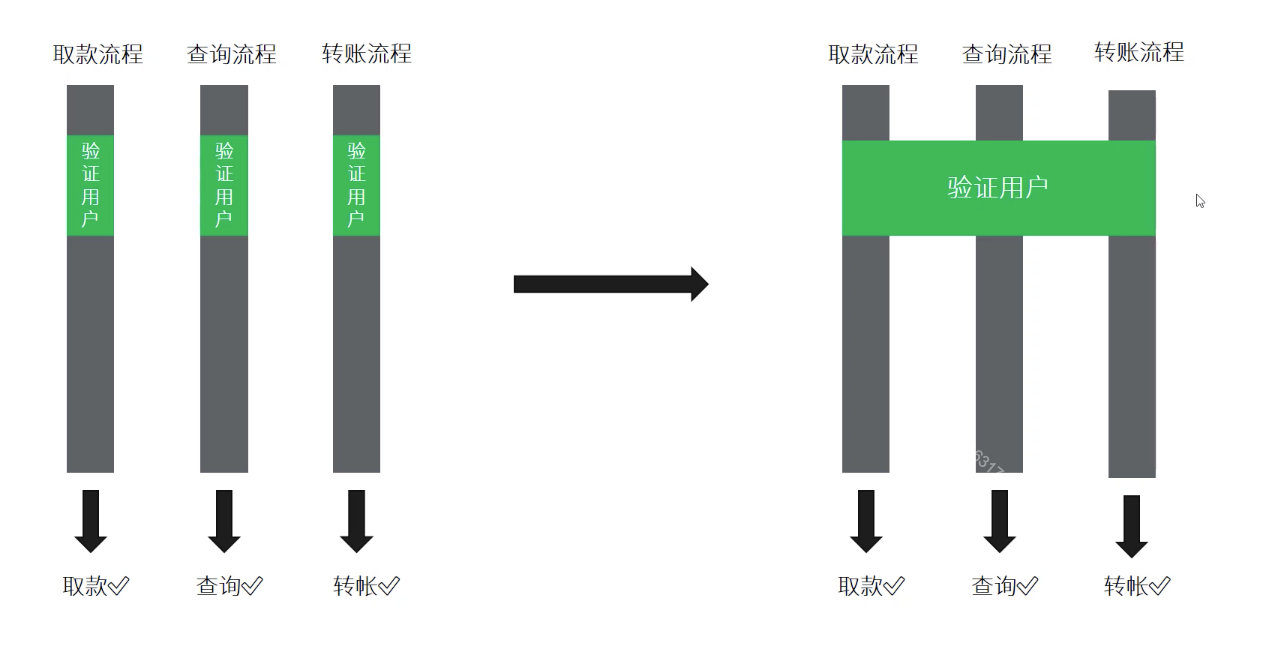 取款流程 查询流程 转账流程 取款流程 查询流程 转账流程
验证用户 验证用户 验证用户 验证用户
6317
取款✓ 查询✓ 转帐✓ 取款✓ 查询✓ 转帐✓